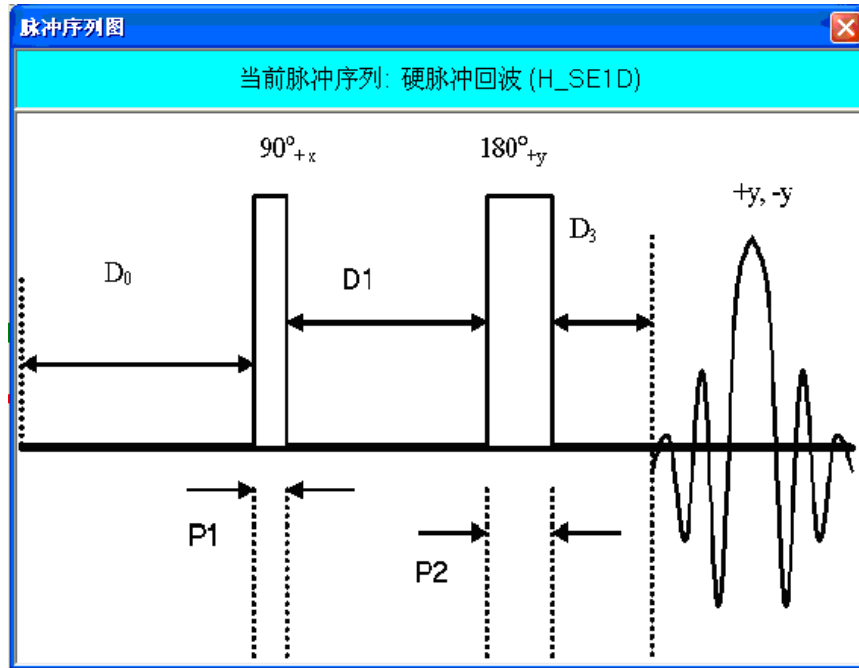 脉冲序列图
当前脉冲序列: 硬脉冲回波 (H_SE1D)
90°+x
180°+y
+y, -y
D₀
D1
D₃
P1
P2